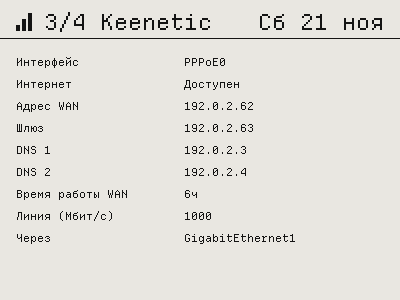 3/4 Keenetic Сб 21 ноя
Интерфейс PPPoE0
Интернет Доступен
Адрес WAN 192.0.2.62
Шлюз 192.0.2.63
DNS 1 192.0.2.3
DNS 2 192.0.2.4
Время работы WAN 6ч
Линия (Мбит/с) 1000
Через GigabitEthernet1